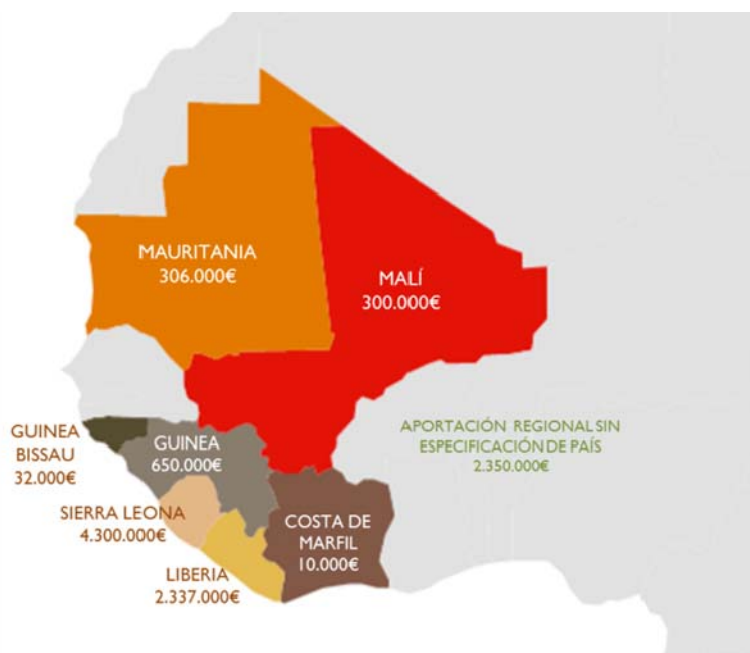 MAURITANIA
306.000€
MALÍ
300.000€
GUINEA
BISSAU
32.000€
GUINEA
650.000€
APORTACIÓN REGIONAL SIN
ESPECIFICACIÓN DE PAÍS
2.350.000€
SIERRA LEONA
4.300.000€
COSTA DE
MARFIL
10.000€
LIBERIA
2.337.000€